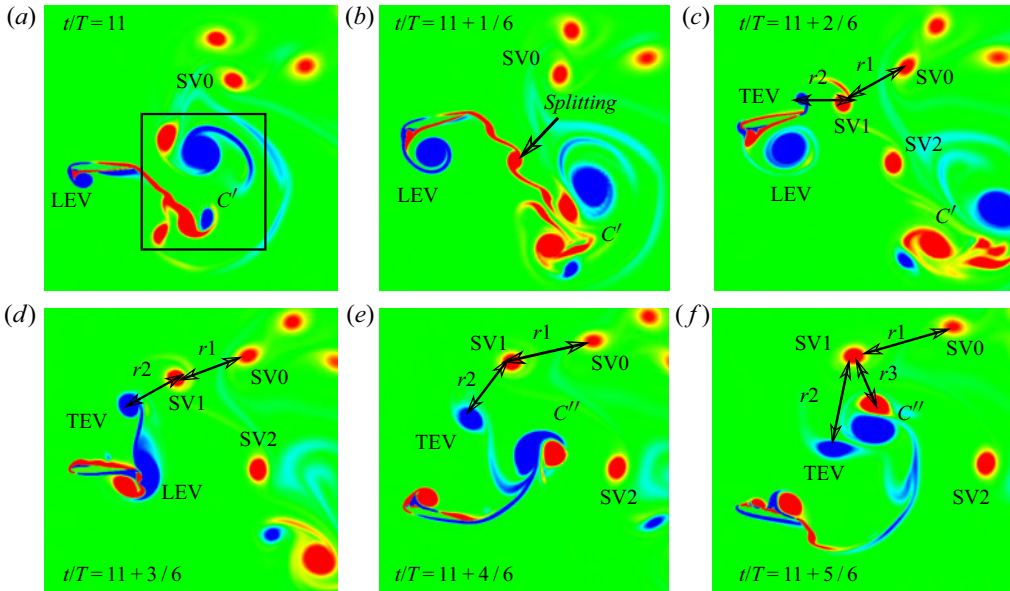 (a)
t/T = 11
SV0
LEV
C′
(b)
t/T = 11 + 1/6
SV0
Splitting
LEV
C′
(c)
t/T = 11 + 2/6
r1
r2
SV0
TEV
SV1
SV2
LEV
C′
(d)
r1
r2
SV0
TEV
SV1
SV2
LEV
t/T = 11 + 3/6
(e)
SV1
r1
SV0
r2
C″
TEV
SV2
t/T = 11 + 4/6
(f)
r1
SV1
SV0
r3
r2
C″
TEV
SV2
t/T = 11 + 5/6